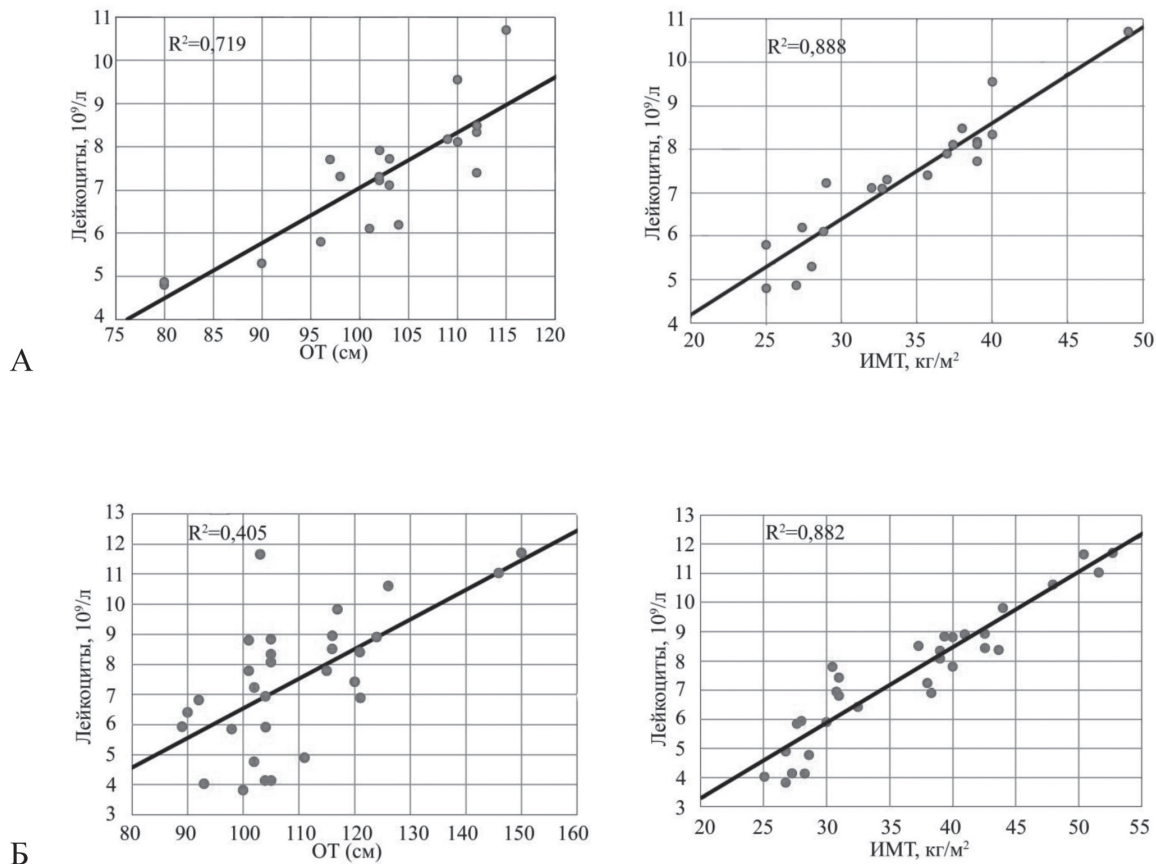 11
10
9
8
7
6
5
4
Лейкоциты, 10⁹/л
R²=0,719
75 80 85 90 95 100 105 110 115 120
ОТ (см)
11
10
9
8
7
6
5
4
Лейкоциты, 10⁹/л
R²=0,888
20 25 30 35 40 45 50
ИМТ, кг/м²
А
13
12
11
10
9
8
7
6
5
4
3
Лейкоциты, 10⁹/л
R²=0,405
80 90 100 110 120 130 140 150 160
ОТ (см)
13
12
11
10
9
8
7
6
5
4
3
Лейкоциты, 10⁹/л
R²=0,882
20 25 30 35 40 45 50 55
ИМТ, кг/м²
Б